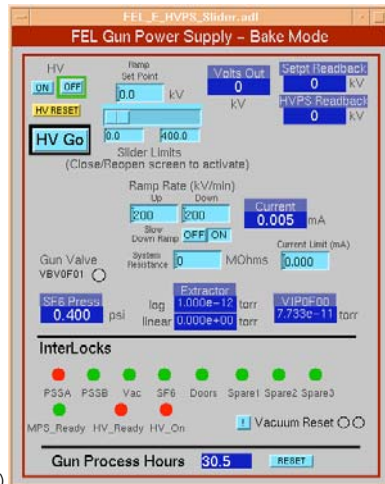 FEL_E_HVPS_Slider.adl
FEL Gun Power Supply – Bake Mode
HV
ON OFF
HV RESET
HV Go
Ramp
Set Point
0.0 kV
0.0 400.0
Slider Limits
(Close/Reopen screen to activate)
Volts Out
0
kV
Setpt Readback
0 kV
HVPS Readback
0 kV
Ramp Rate (kV/min)
Up Down
200 200
Slow
Down Ramp OFF ON
Current
0.005 mA
Gun Valve
VBV0F01
System
Resistance 0 MOhms
Current Limit (mA)
0.000
SF6 Press
0.400 psi
Extractor
log 1.000e-12 torr
linear 0.000e+00 torr
VIP0F00
7.733e-11 torr
InterLocks
PSSA PSSB Vac SF6 Doors Spare1 Spare2 Spare3
MPS_Ready HV_Ready HV_On
! Vacuum Reset
Gun Process Hours 30.5 RESET
)